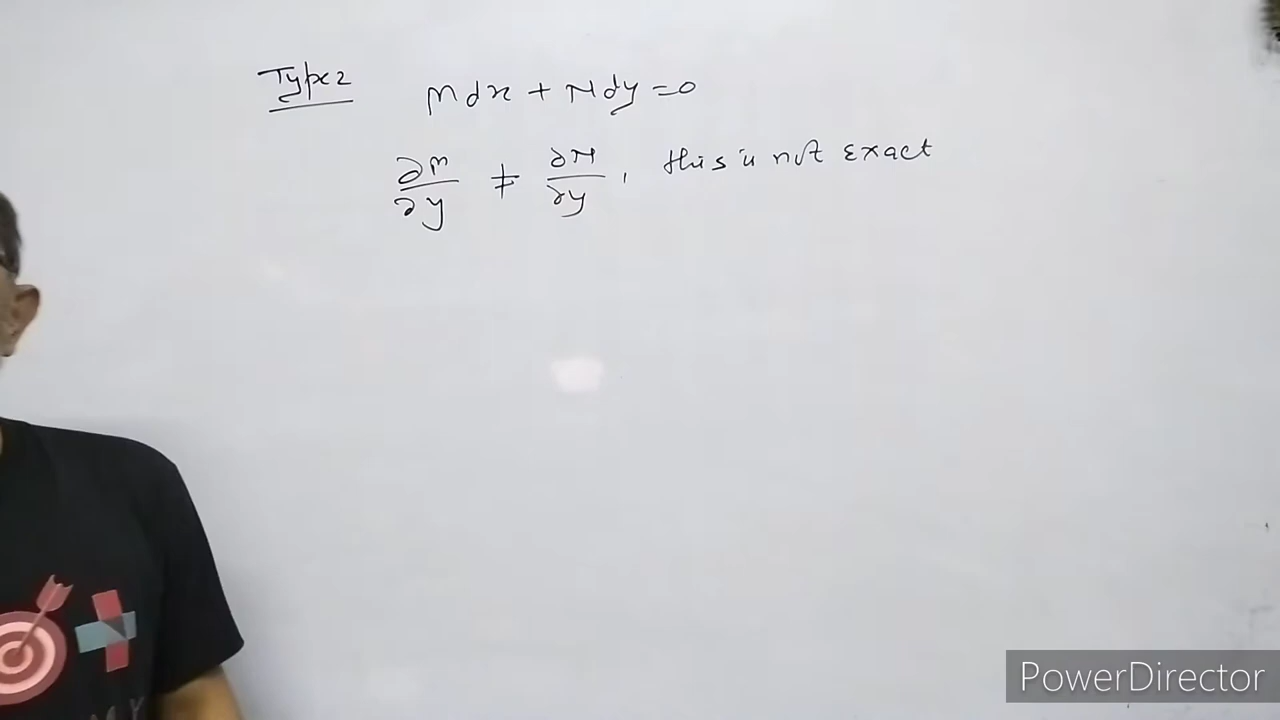 Type 2 Mdx + Ndy = 0
∂M/∂y ≠ ∂N/∂y, this is not exact
PowerDirector